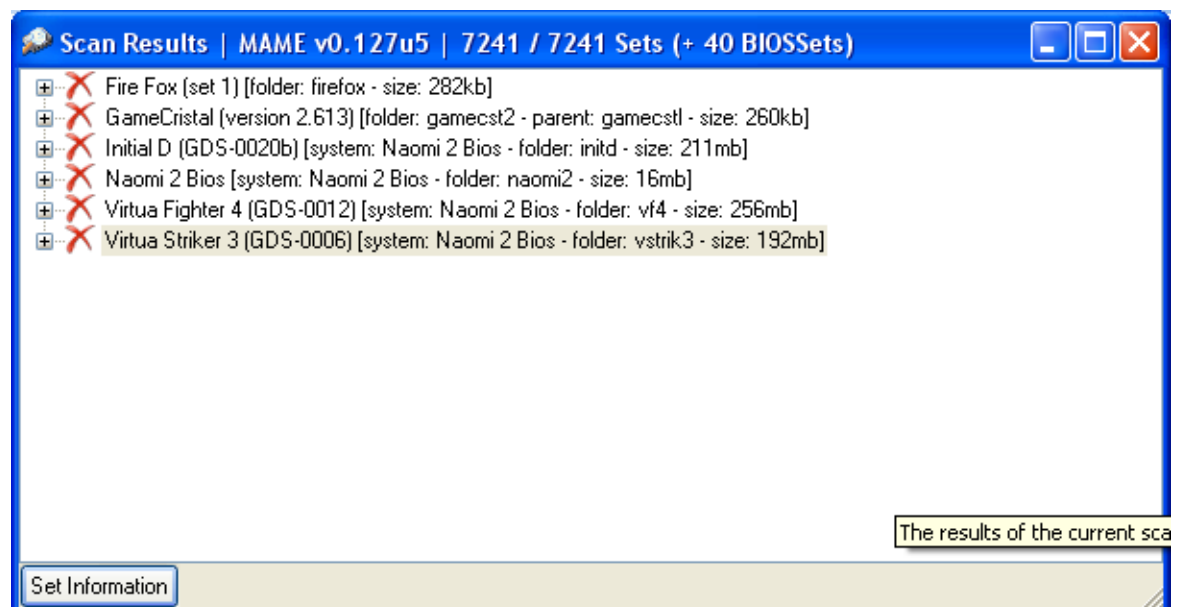 Scan Results | MAME v0.127u5 | 7241 / 7241 Sets (+ 40 BIOSSets)
Fire Fox (set 1) [folder: firefox - size: 282kb]
GameCristal (version 2.613) [folder: gamecst2 - parent: gamecstl - size: 260kb]
Initial D (GDS-0020b) [system: Naomi 2 Bios - folder: initd - size: 211mb]
Naomi 2 Bios [system: Naomi 2 Bios - folder: naomi2 - size: 16mb]
Virtua Fighter 4 (GDS-0012) [system: Naomi 2 Bios - folder: vf4 - size: 256mb]
Virtua Striker 3 (GDS-0006) [system: Naomi 2 Bios - folder: vstrik3 - size: 192mb]
The results of the current sca
Set Information